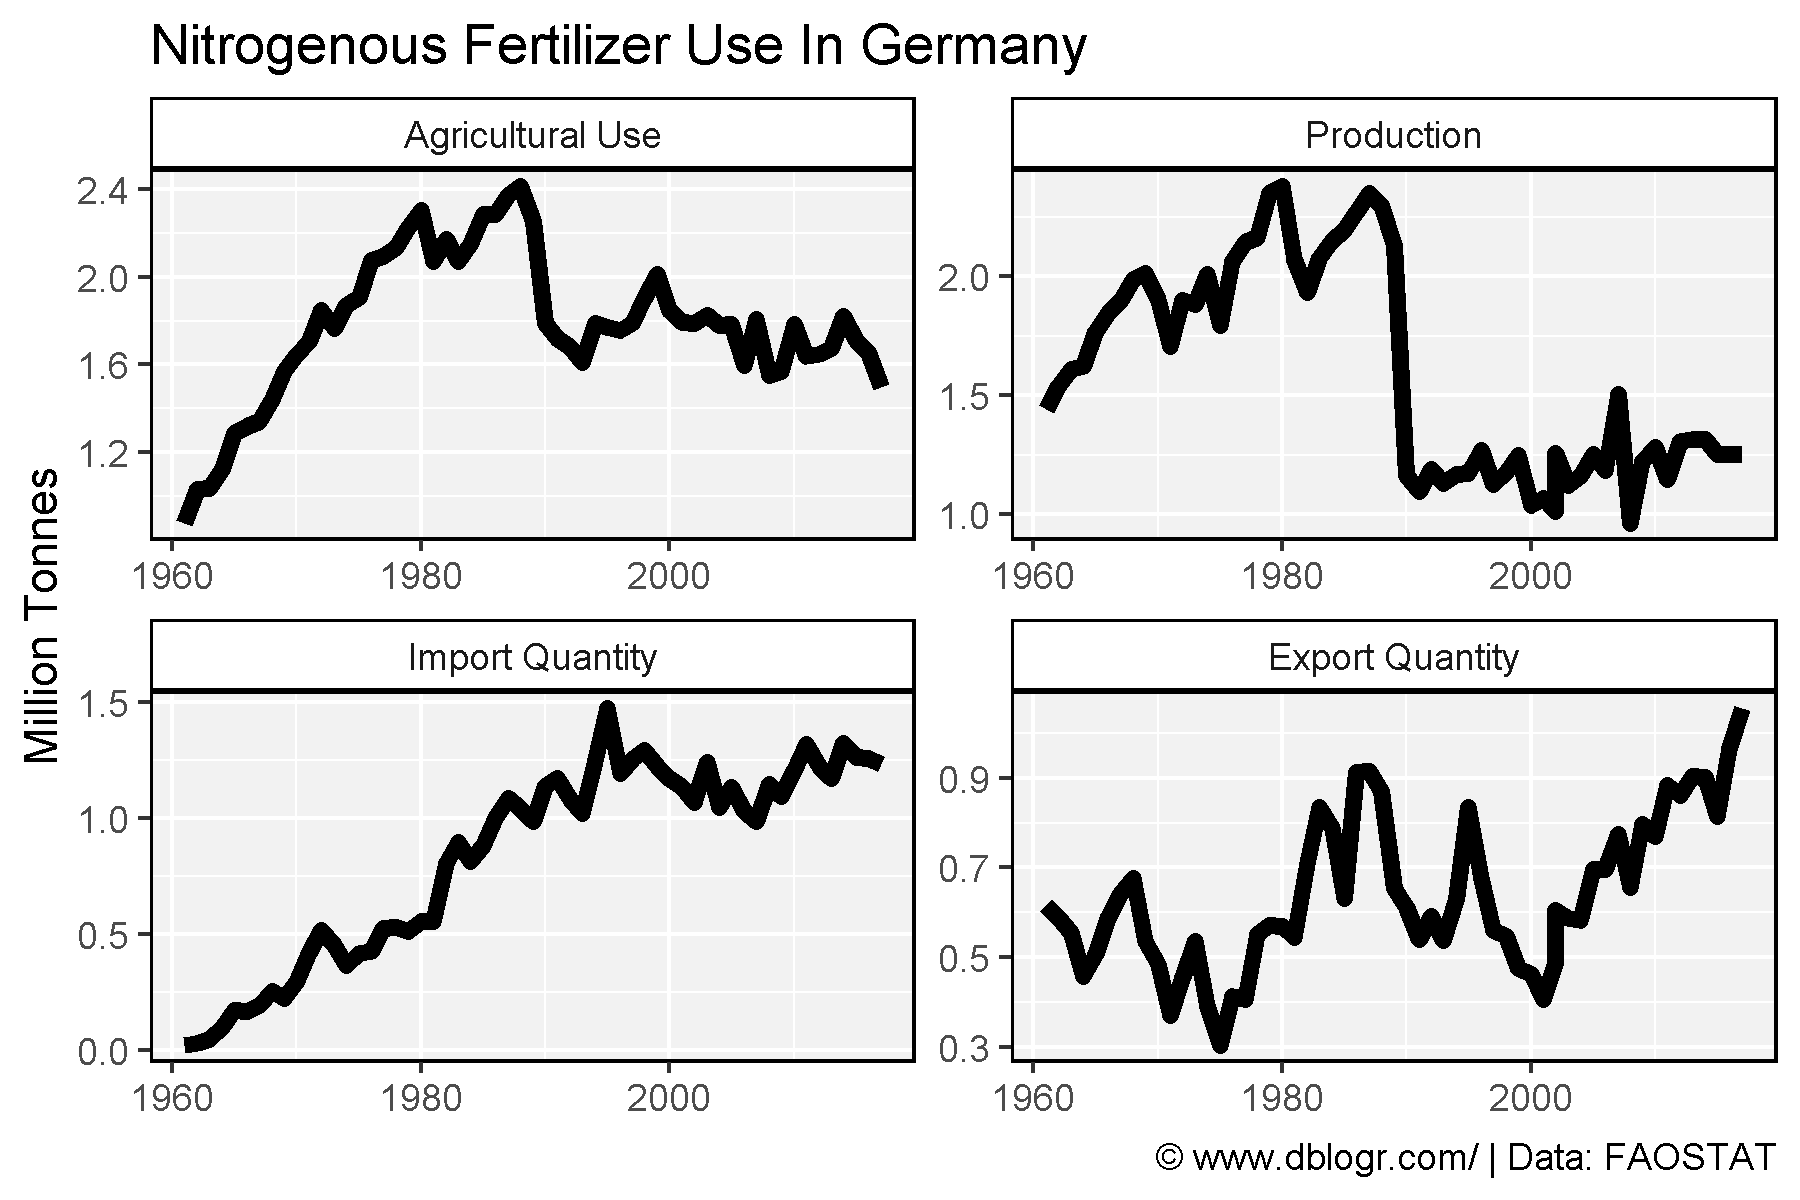 Nitrogenous Fertilizer Use In Germany
Agricultural Use
2.4
2.0
1.6
1.2
1960 1980 2000
Production
2.0
1.5
1.0
1960 1980 2000
Million Tonnes
Import Quantity
1.5
1.0
0.5
0.0
1960 1980 2000
Export Quantity
0.9
0.7
0.5
0.3
1960 1980 2000
© www.dblogr.com/ | Data: FAOSTAT